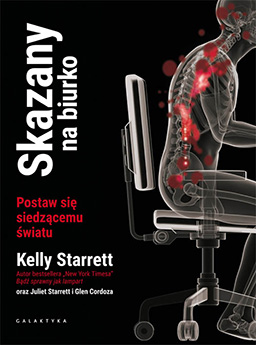 Skazany
na biurko
Postaw się
siedzącemu
światu
Kelly Starrett
Autor bestsellera „New York Timesa”
Bądź sprawny jak lampart
oraz Juliet Starrett i Glen Cordoza
GALAKTYKA